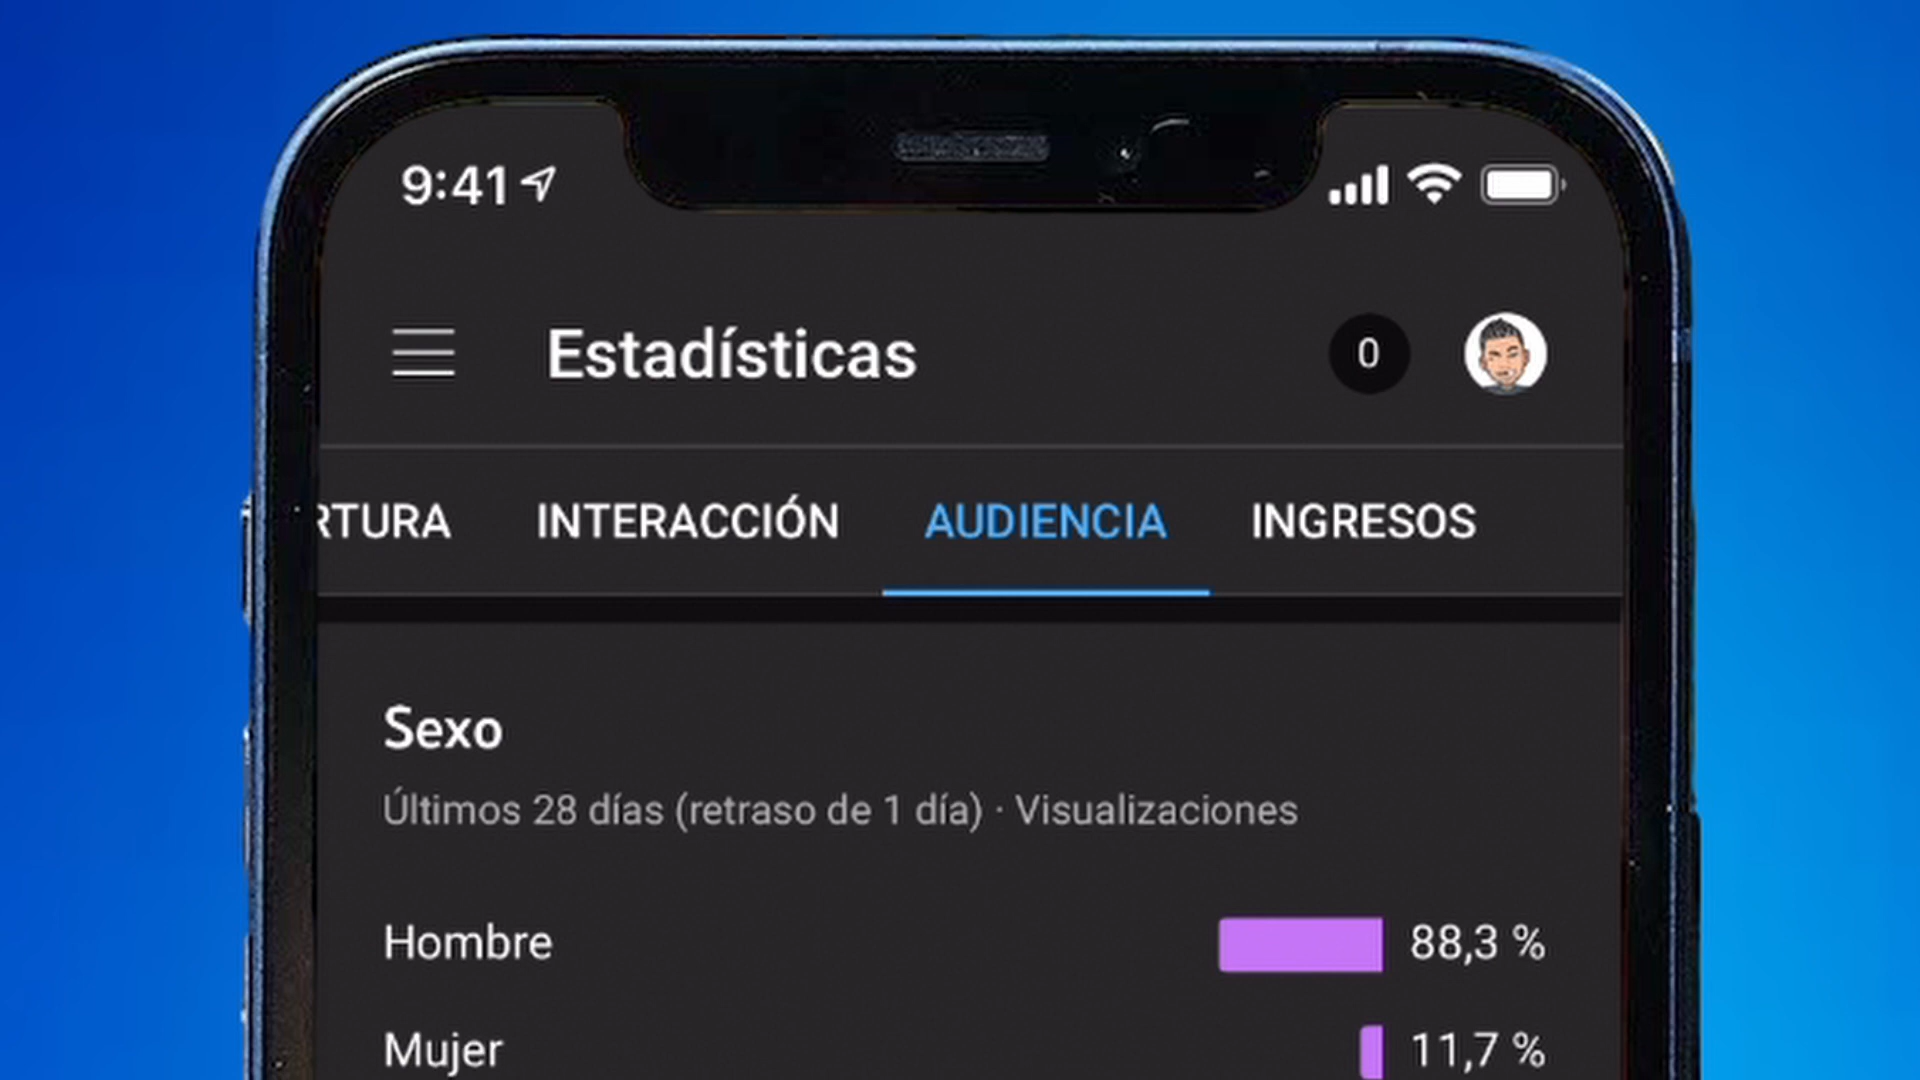 9:41
Estadísticas
0
RTURA INTERACCIÓN AUDIENCIA INGRESOS
Sexo
Últimos 28 días (retraso de 1 día) · Visualizaciones
Hombre 88,3 %
Mujer 11,7 %